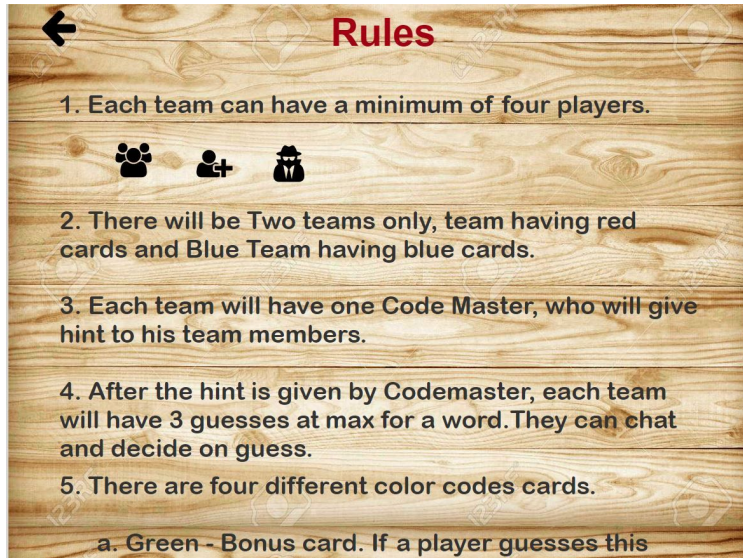 Rules
1. Each team can have a minimum of four players.
2. There will be Two teams only, team having red
cards and Blue Team having blue cards.
3. Each team will have one Code Master, who will give
hint to his team members.
4. After the hint is given by Codemaster, each team
will have 3 guesses at max for a word.They can chat
and decide on guess.
5. There are four different color codes cards.
a. Green - Bonus card. If a player guesses this